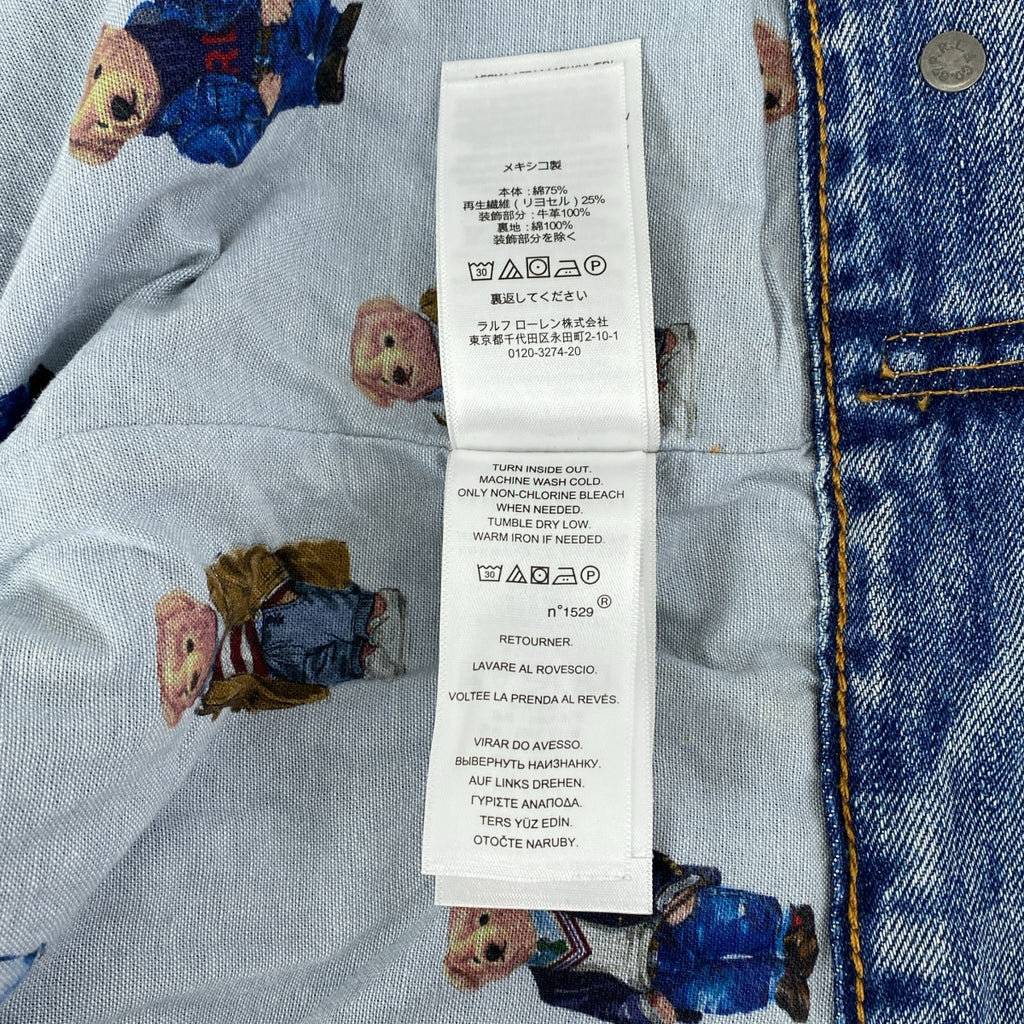 メキシコ製
本体 : 綿75%
再生繊維 ( リヨセル ) 25%
装飾部分 : 牛革100%
裏地 : 綿100%
装飾部分を除く
30 P
裏返してください
ラルフ ローレン株式会社
東京都千代田区永田町2-10-1
0120-3274-20
TURN INSIDE OUT.
MACHINE WASH COLD.
ONLY NON-CHLORINE BLEACH
WHEN NEEDED.
TUMBLE DRY LOW.
WARM IRON IF NEEDED.
30 P
n°1529 ®
RETOURNER.
LAVARE AL ROVESCIO.
VOLTEE LA PRENDA AL REVÉS.
VIRAR DO AVESSO.
ВЫВЕРНУТЬ НАИЗНАНКУ.
AUF LINKS DREHEN.
ΓΥΡΙΣΤΕ ΑΝΑΠΟΔΑ.
TERS YÜZ EDİN.
OTOČTE NARUBY.